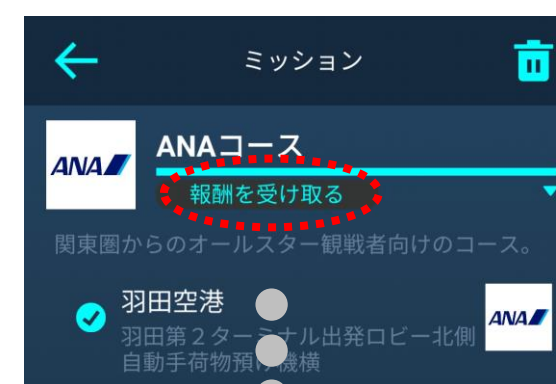 ミッション
ANA
ANAコース
報酬を受け取る
関東圏からのオールスター観戦者向けのコース。
羽田空港
羽田第２ターミナル出発ロビー北側
ANA
自動手荷物預け機横